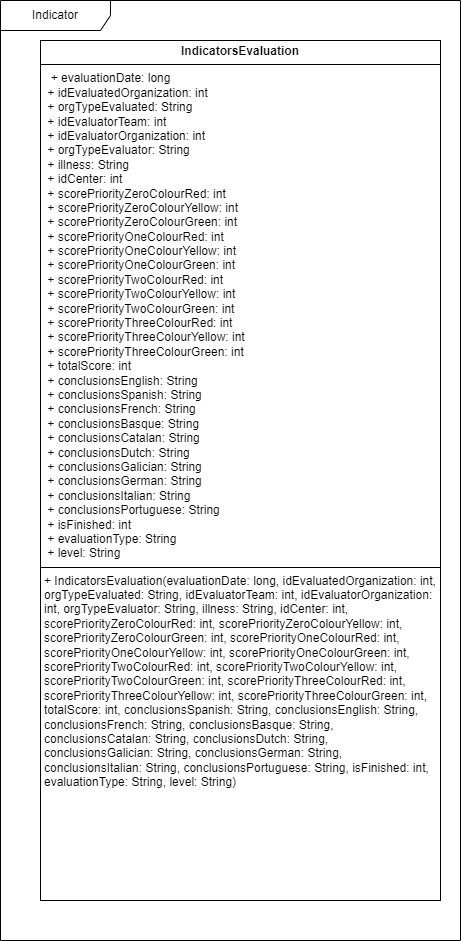 Indicator
IndicatorsEvaluation
+ evaluationDate: long
+ idEvaluatedOrganization: int
+ orgTypeEvaluated: String
+ idEvaluatorTeam: int
+ idEvaluatorOrganization: int
+ orgTypeEvaluator: String
+ illness: String
+ idCenter: int
+ scorePriorityZeroColourRed: int
+ scorePriorityZeroColourYellow: int
+ scorePriorityZeroColourGreen: int
+ scorePriorityOneColourRed: int
+ scorePriorityOneColourYellow: int
+ scorePriorityOneColourGreen: int
+ scorePriorityTwoColourRed: int
+ scorePriorityTwoColourYellow: int
+ scorePriorityTwoColourGreen: int
+ scorePriorityThreeColourRed: int
+ scorePriorityThreeColourYellow: int
+ scorePriorityThreeColourGreen: int
+ totalScore: int
+ conclusionsEnglish: String
+ conclusionsSpanish: String
+ conclusionsFrench: String
+ conclusionsBasque: String
+ conclusionsCatalan: String
+ conclusionsDutch: String
+ conclusionsGalician: String
+ conclusionsGerman: String
+ conclusionsItalian: String
+ conclusionsPortuguese: String
+ isFinished: int
+ evaluationType: String
+ level: String
+ IndicatorsEvaluation(evaluationDate: long, idEvaluatedOrganization: int,
orgTypeEvaluated: String, idEvaluatorTeam: int, idEvaluatorOrganization:
int, orgTypeEvaluator: String, illness: String, idCenter: int,
scorePriorityZeroColourRed: int, scorePriorityZeroColourYellow: int,
scorePriorityZeroColourGreen: int, scorePriorityOneColourRed: int,
scorePriorityOneColourYellow: int, scorePriorityOneColourGreen: int,
scorePriorityTwoColourRed: int, scorePriorityTwoColourYellow: int,
scorePriorityTwoColourGreen: int, scorePriorityThreeColourRed: int,
scorePriorityThreeColourYellow: int, scorePriorityThreeColourGreen: int,
totalScore: int, conclusionsSpanish: String, conclusionsEnglish: String,
conclusionsFrench: String, conclusionsBasque: String,
conclusionsCatalan: String, conclusionsDutch: String,
conclusionsGalician: String, conclusionsGerman: String,
conclusionsItalian: String, conclusionsPortuguese: String, isFinished: int,
evaluationType: String, level: String)